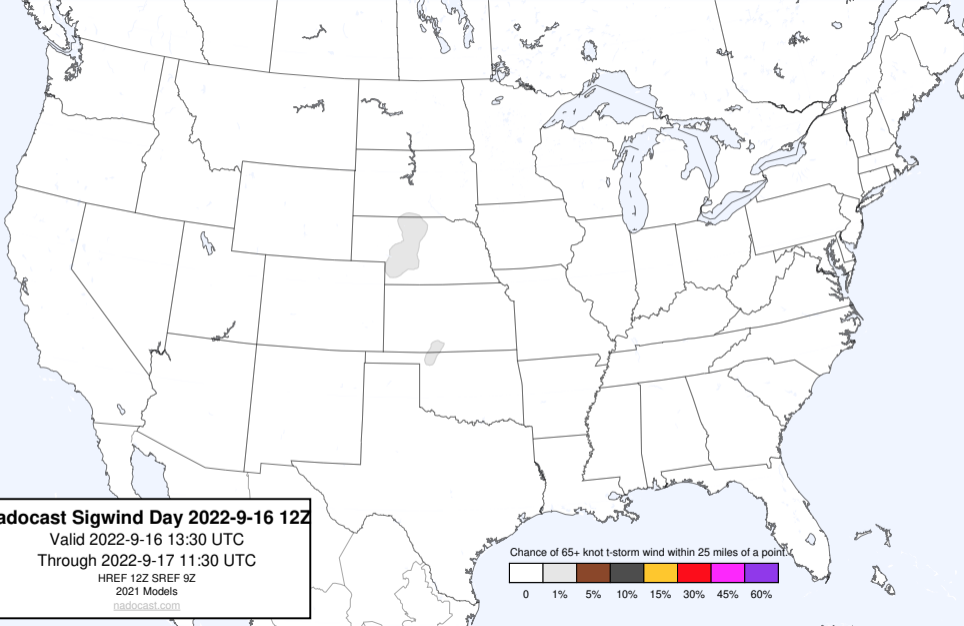 adocast Sigwind Day 2022-9-16 12Z
Valid 2022-9-16 13:30 UTC
Through 2022-9-17 11:30 UTC
HREF 12Z SREF 9Z
2021 Models
nadocast.com
Chance of 65+ knot t-storm wind within 25 miles of a point.
0 1% 5% 10% 15% 30% 45% 60%